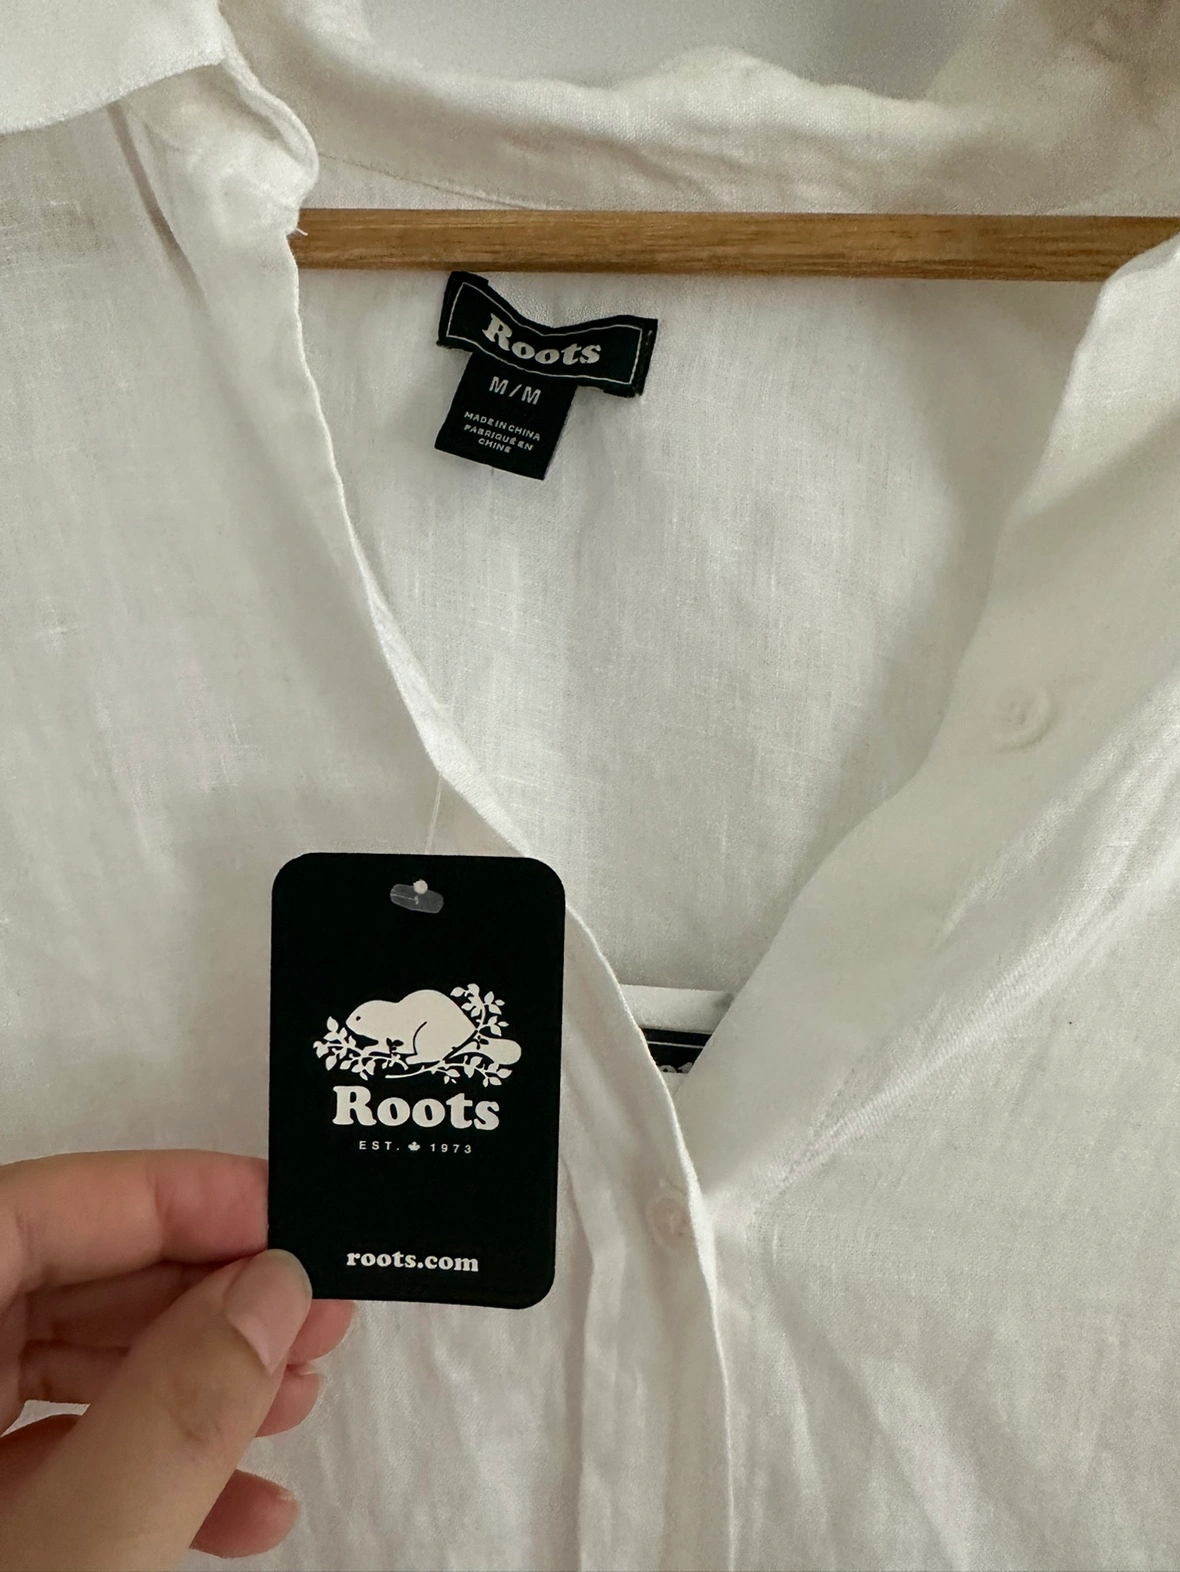 Roots
M/M
MADE IN CHINA
FABRIQUÉ EN
CHINE
Roots
EST. 1973
roots.com